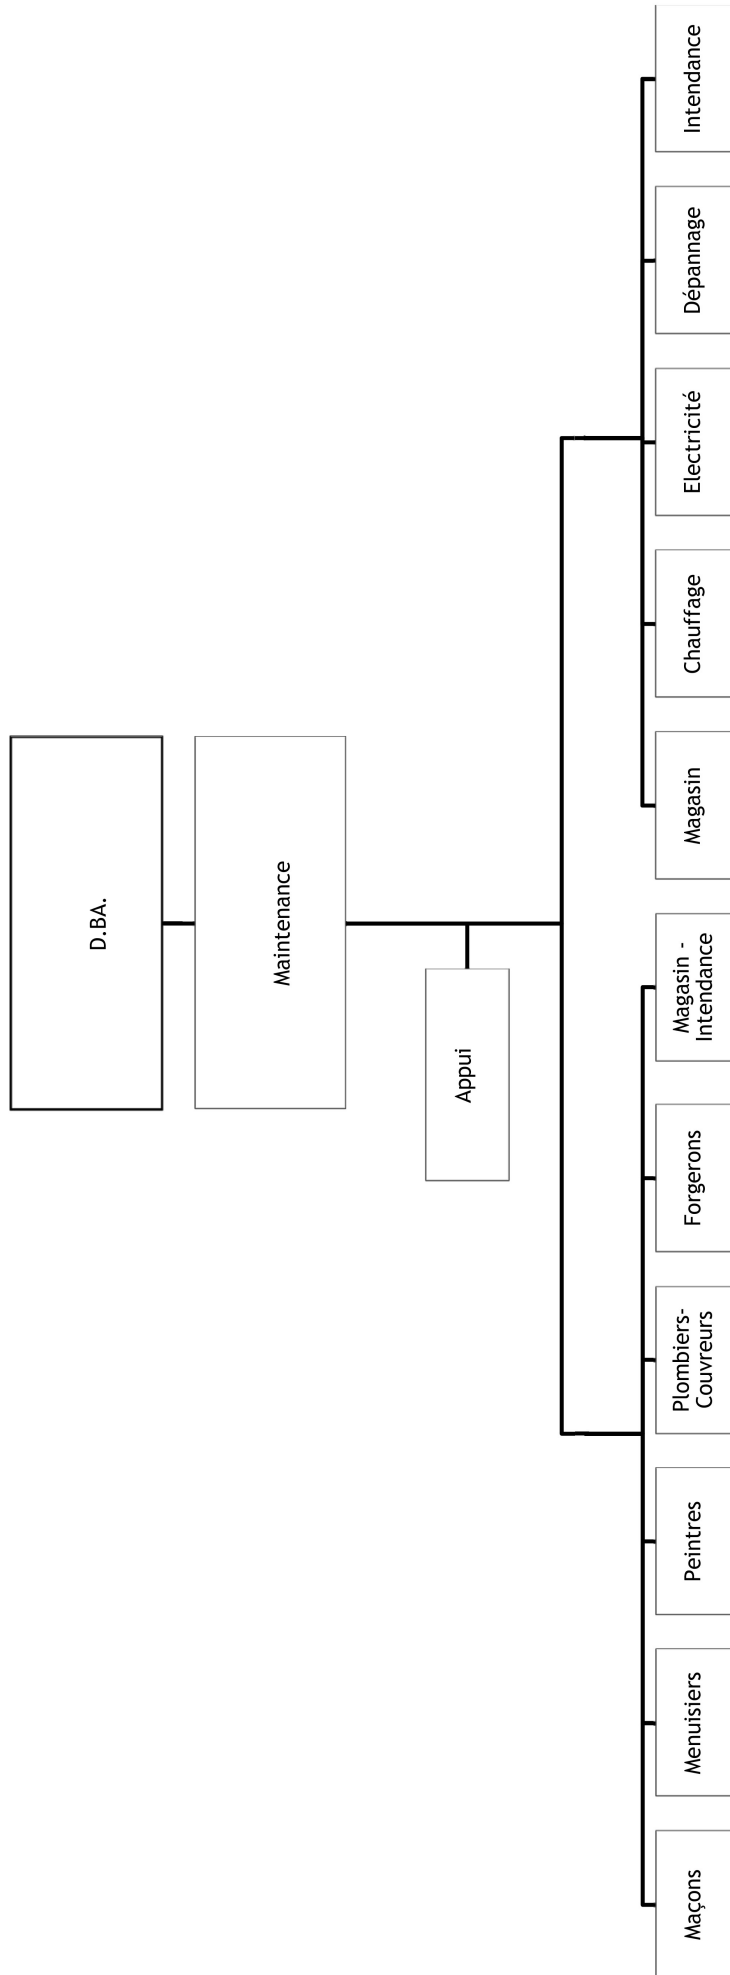 D.BA.
Maintenance
Appui
Maçons
Menuisiers
Peintres
Plombiers-
Couvreurs
Forgerons
Magasin -
Intendance
Magasin
Chauffage
Electricité
Dépannage
Intendance